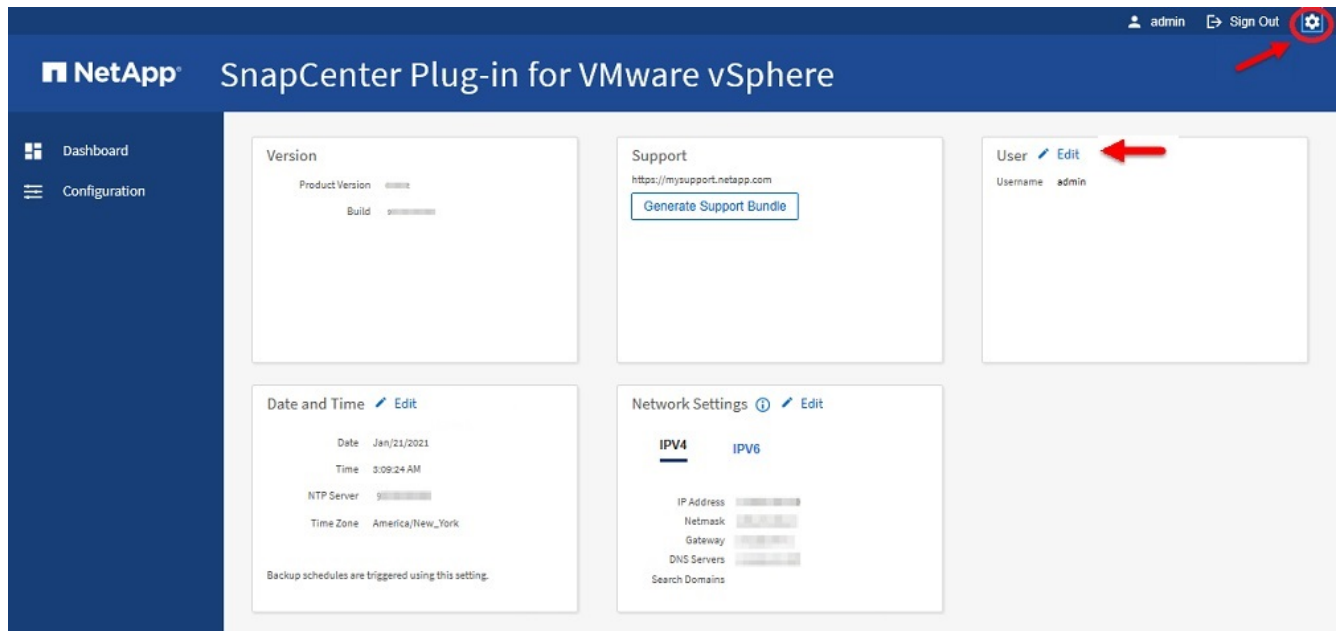 admin Sign Out
NetApp® SnapCenter Plug-in for VMware vSphere
Dashboard
Configuration
Version
Product Version
Build
Support
https://mysupport.netapp.com
Generate Support Bundle
User Edit
Username admin
Date and Time Edit
Date Jan/21/2021
Time 3:09:24 AM
NTP Server
Time Zone America/New_York
Backup schedules are triggered using this setting.
Network Settings Edit
IPV4 IPV6
IP Address
Netmask
Gateway
DNS Servers
Search Domains